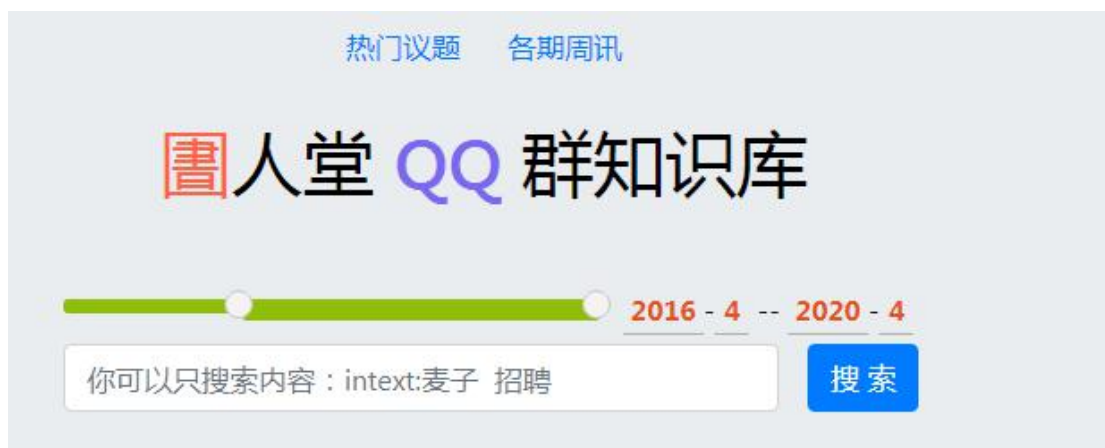 热门议题 各期周讯
圕人堂 QQ 群知识库
2016 - 4 -- 2020 - 4
你可以只搜索内容：intext:麦子 招聘
搜 索